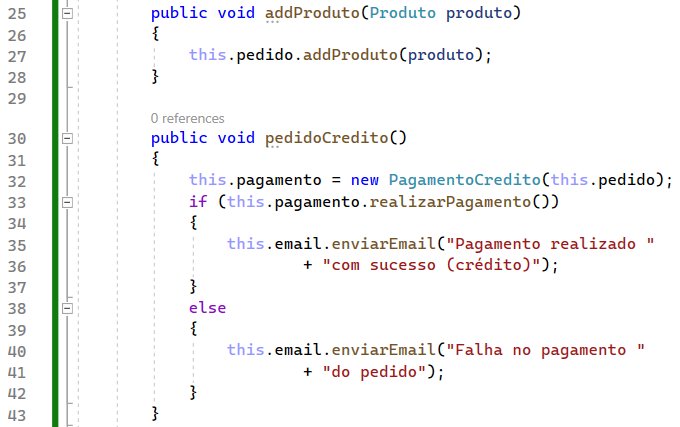 25 public void addProduto(Produto produto)
26 {
27 this.pedido.addProduto(produto);
28 }
29
0 references
30 public void pedidoCredito()
31 {
32 this.pagamento = new PagamentoCredito(this.pedido);
33 if (this.pagamento.realizarPagamento())
34 {
35 this.email.enviarEmail("Pagamento realizado "
36 + "com sucesso (crédito)");
37 }
38 else
39 {
40 this.email.enviarEmail("Falha no pagamento "
41 + "do pedido");
42 }
43 }